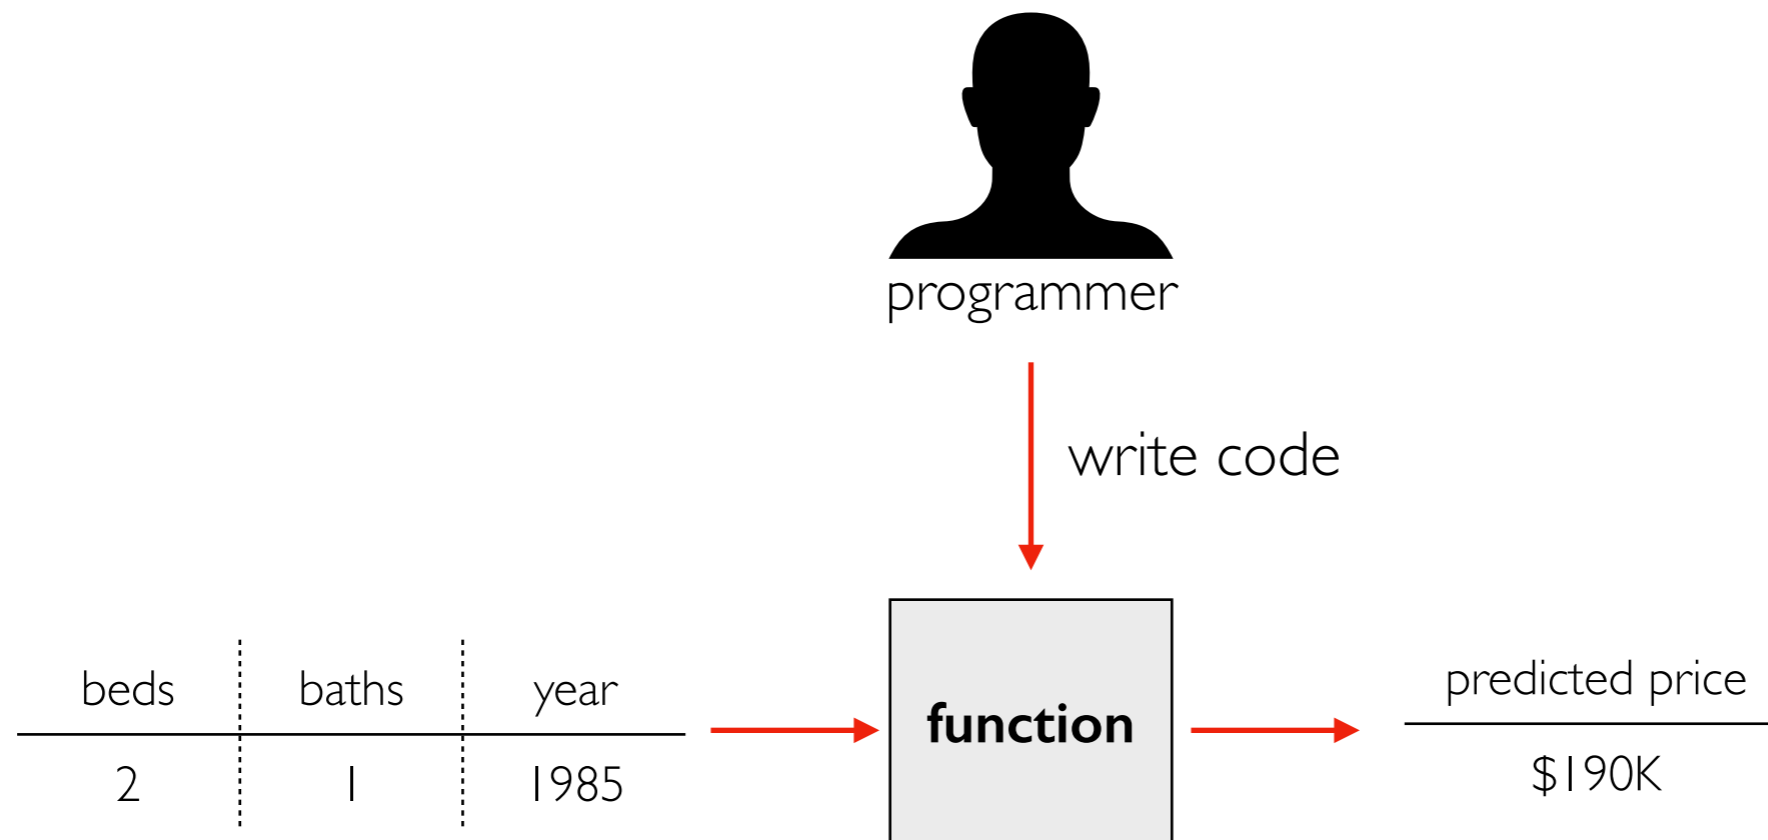 programmer
write code
beds baths year
2 1 1985
function
predicted price
$190K